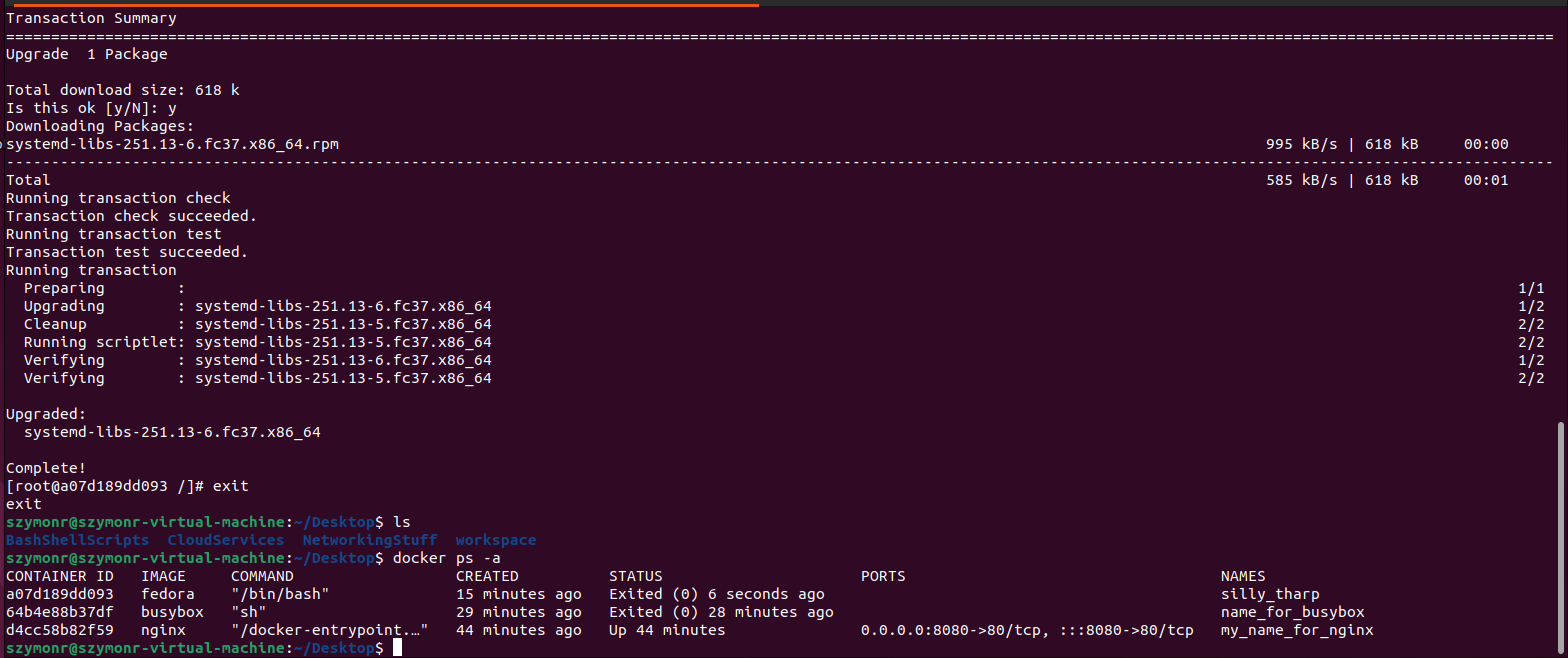 Transaction Summary
============================================================================================================================================================================
Upgrade  1 Package
Total download size: 618 k
Is this ok [y/N]: y
Downloading Packages:
systemd-libs-251.13-6.fc37.x86_64.rpm 995 kB/s | 618 kB 00:00
----------------------------------------------------------------------------------------------------------------------------------------------------------------------------
Total 585 kB/s | 618 kB 00:01
Running transaction check
Transaction check succeeded.
Running transaction test
Transaction test succeeded.
Running transaction
  Preparing        : 1/1
  Upgrading        : systemd-libs-251.13-6.fc37.x86_64 1/2
  Cleanup          : systemd-libs-251.13-5.fc37.x86_64 2/2
  Running scriptlet: systemd-libs-251.13-5.fc37.x86_64 2/2
  Verifying        : systemd-libs-251.13-6.fc37.x86_64 1/2
  Verifying        : systemd-libs-251.13-5.fc37.x86_64 2/2
Upgraded:
  systemd-libs-251.13-6.fc37.x86_64
Complete!
[root@a07d189dd093 /]# exit
exit
szymonr@szymonr-virtual-machine:~/Desktop$ ls
BashShellScripts  CloudServices  NetworkingStuff  workspace
szymonr@szymonr-virtual-machine:~/Desktop$ docker ps -a
CONTAINER ID   IMAGE     COMMAND                  CREATED          STATUS                      PORTS                                   NAMES
a07d189dd093   fedora    "/bin/bash"              15 minutes ago   Exited (0) 6 seconds ago                                            silly_tharp
64b4e88b37df   busybox   "sh"                     29 minutes ago   Exited (0) 28 minutes ago                                           name_for_busybox
d4cc58b82f59   nginx     "/docker-entrypoint.…"   44 minutes ago   Up 44 minutes               0.0.0.0:8080->80/tcp, :::8080->80/tcp   my_name_for_nginx
szymonr@szymonr-virtual-machine:~/Desktop$